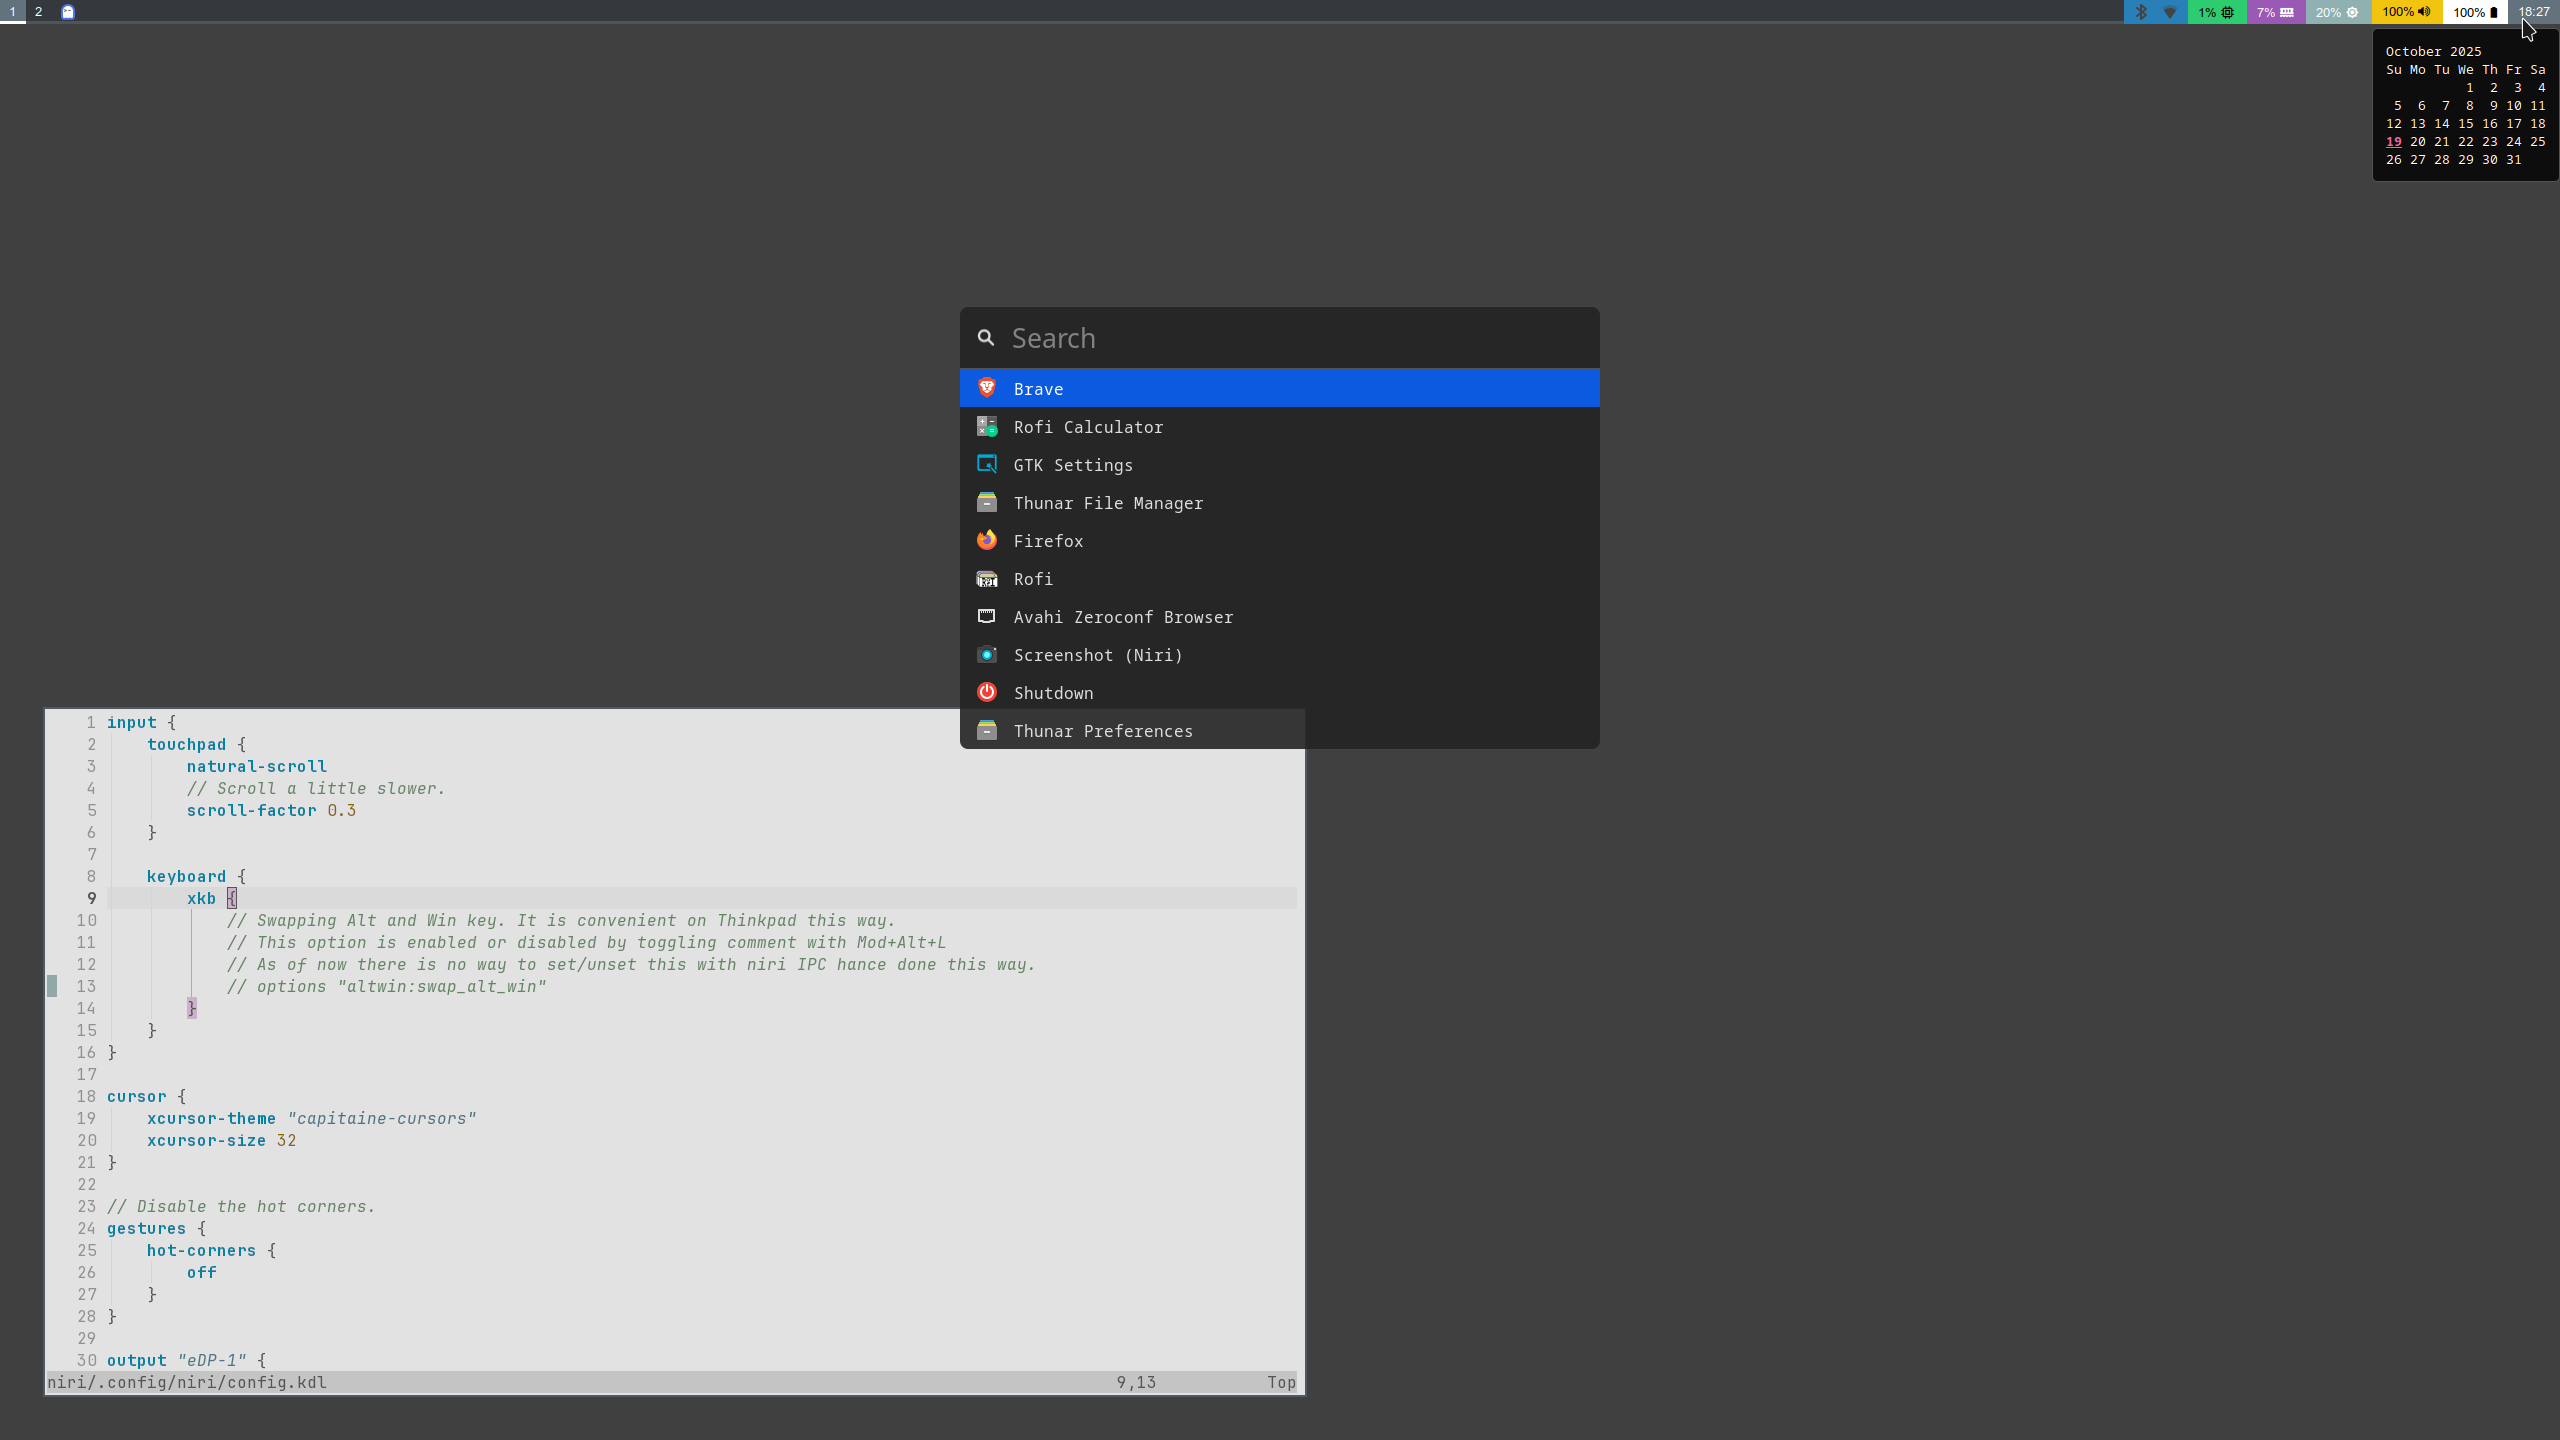 1 2 1% 7% 20% 100% 100% 18:27
October 2025
Su Mo Tu We Th Fr Sa
1 2 3 4
5 6 7 8 9 10 11
12 13 14 15 16 17 18
19 20 21 22 23 24 25
26 27 28 29 30 31
Search
Brave
Rofi Calculator
GTK Settings
Thunar File Manager
Firefox
Rofi
Avahi Zeroconf Browser
Screenshot (Niri)
Shutdown
Thunar Preferences
1 input {
2 touchpad {
3 natural-scroll
4 // Scroll a little slower.
5 scroll-factor 0.3
6 }
7
8 keyboard {
9 xkb {
10 // Swapping Alt and Win key. It is convenient on Thinkpad this way.
11 // This option is enabled or disabled by toggling comment with Mod+Alt+L
12 // As of now there is no way to set/unset this with niri IPC hance done this way.
13 // options "altwin:swap_alt_win"
14 }
15 }
16 }
17
18 cursor {
19 xcursor-theme "capitaine-cursors"
20 xcursor-size 32
21 }
22
23 // Disable the hot corners.
24 gestures {
25 hot-corners {
26 off
27 }
28 }
29
30 output "eDP-1" {
niri/.config/niri/config.kdl 9,13 Top